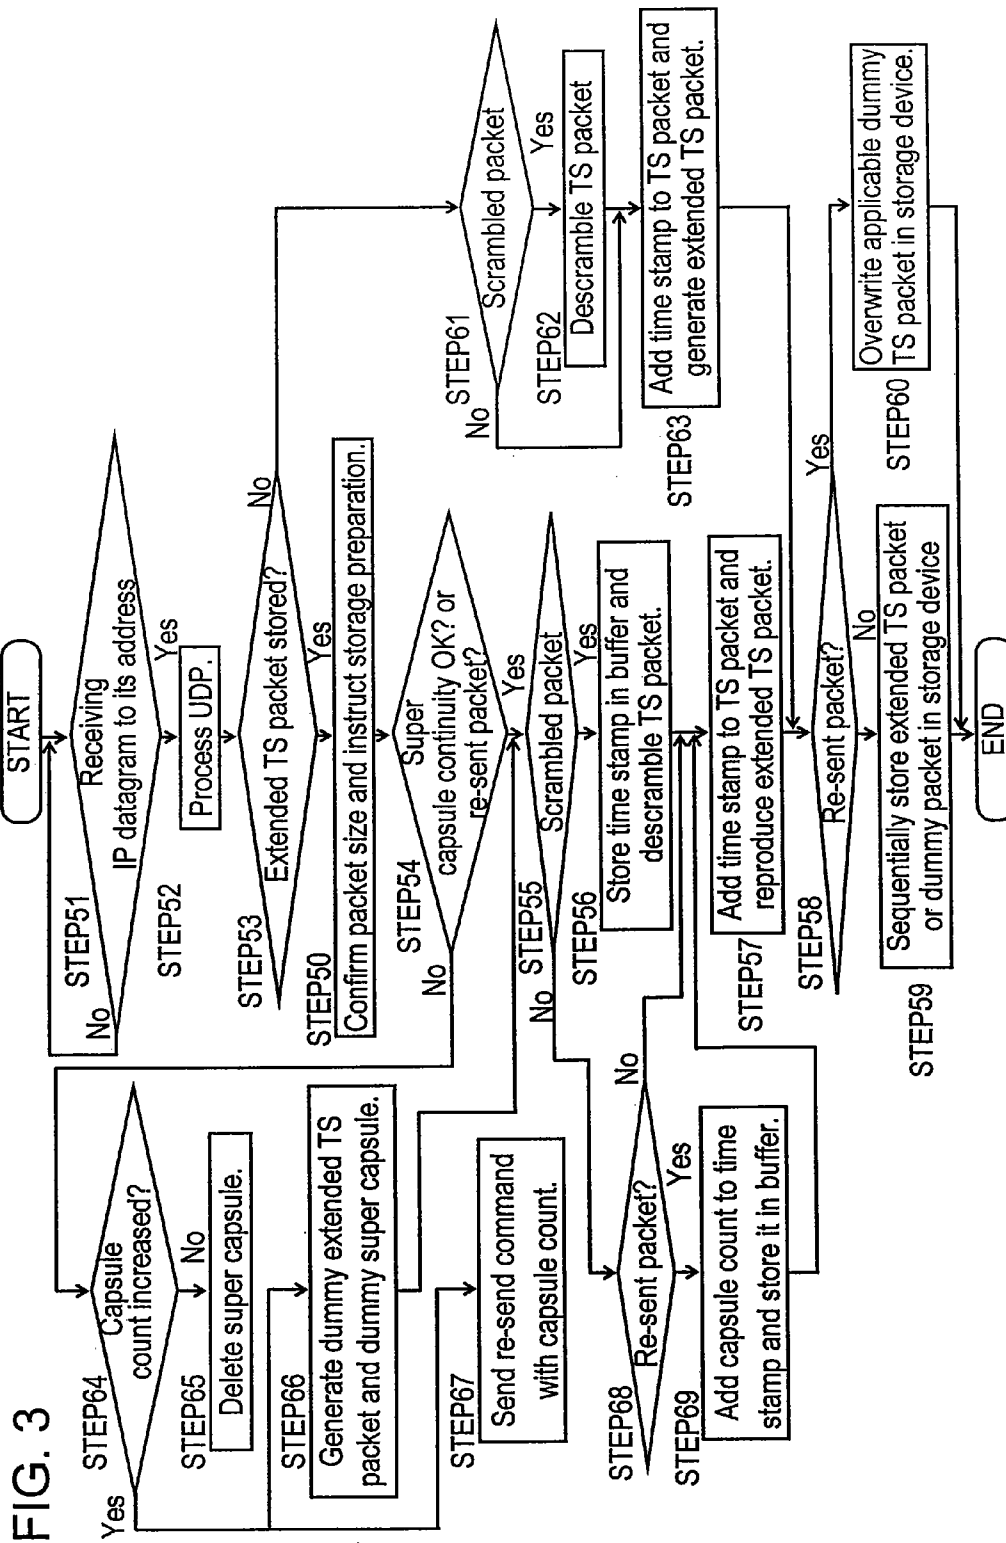 FIG. 3
START
STEP51
Receiving
IP datagram to its address
No
Yes
STEP52
Process UDP.
STEP53
Extended TS packet stored?
No
Yes
STEP50
Confirm packet size and instruct storage preparation.
STEP54
Super
capsule continuity OK? or
re-sent packet?
No
Yes
STEP55
Scrambled packet
No
Yes
STEP56
Store time stamp in buffer and
descramble TS packet.
STEP57
Add time stamp to TS packet and
reproduce extended TS packet.
STEP58
Re-sent packet?
Yes
No
STEP59
Sequentially store extended TS packet
or dummy packet in storage device
STEP60
Overwrite applicable dummy
TS packet in storage device.
END
STEP61
Scrambled packet
No
Yes
STEP62
Descramble TS packet
STEP63
Add time stamp to TS packet and
generate extended TS packet.
STEP64
Capsule
count increased?
Yes
No
STEP65
Delete super capsule.
STEP66
Generate dummy extended TS
packet and dummy super capsule.
STEP67
Send re-send command
with capsule count.
STEP68
Re-sent packet?
No
Yes
STEP69
Add capsule count to time
stamp and store it in buffer.